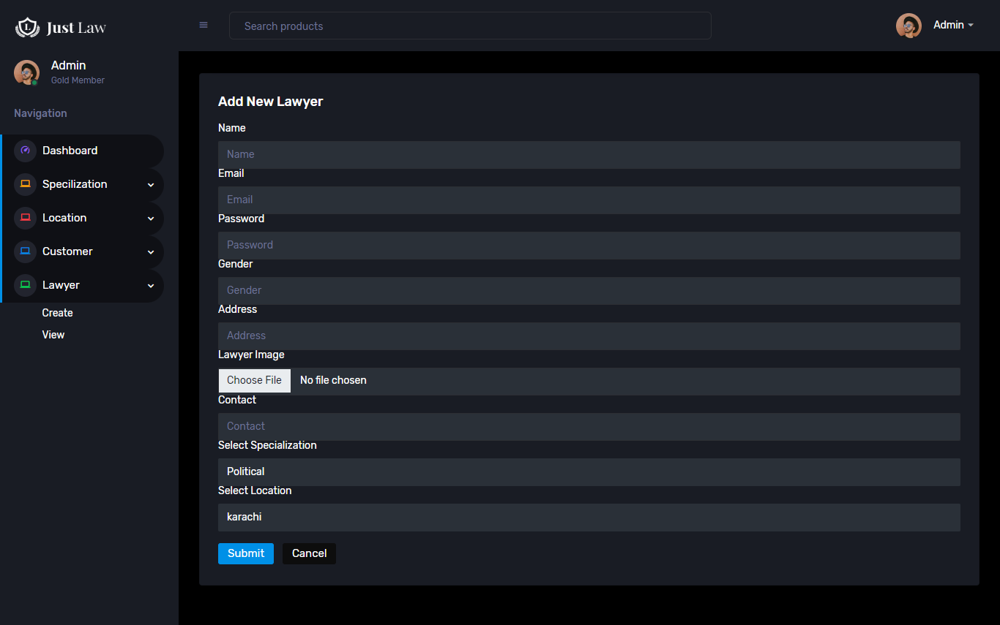 L
Just Law
Search products
Admin
Admin
Gold Member
Navigation
Dashboard
Specilization
Location
Customer
Lawyer
Create
View
Add New Lawyer
Name
Name
Email
Email
Password
Password
Gender
Gender
Address
Address
Lawyer Image
Choose File No file chosen
Contact
Contact
Select Specialization
Political
Select Location
karachi
Submit Cancel